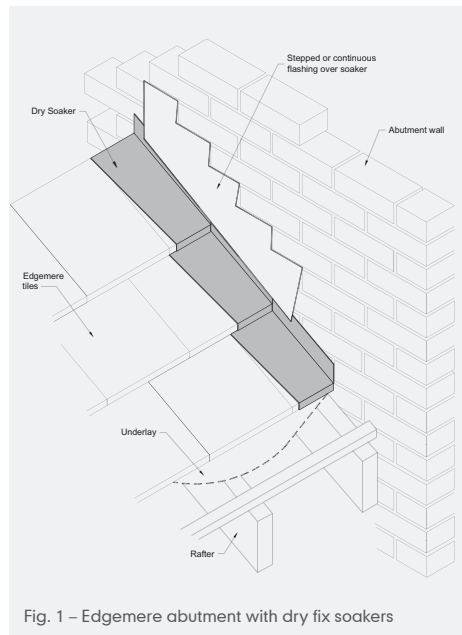 Stepped or continuous
flashing over soaker
Dry Soaker
Abutment wall
Edgemere
tiles
Underlay
Rafter
Fig. 1 – Edgemere abutment with dry fix soakers